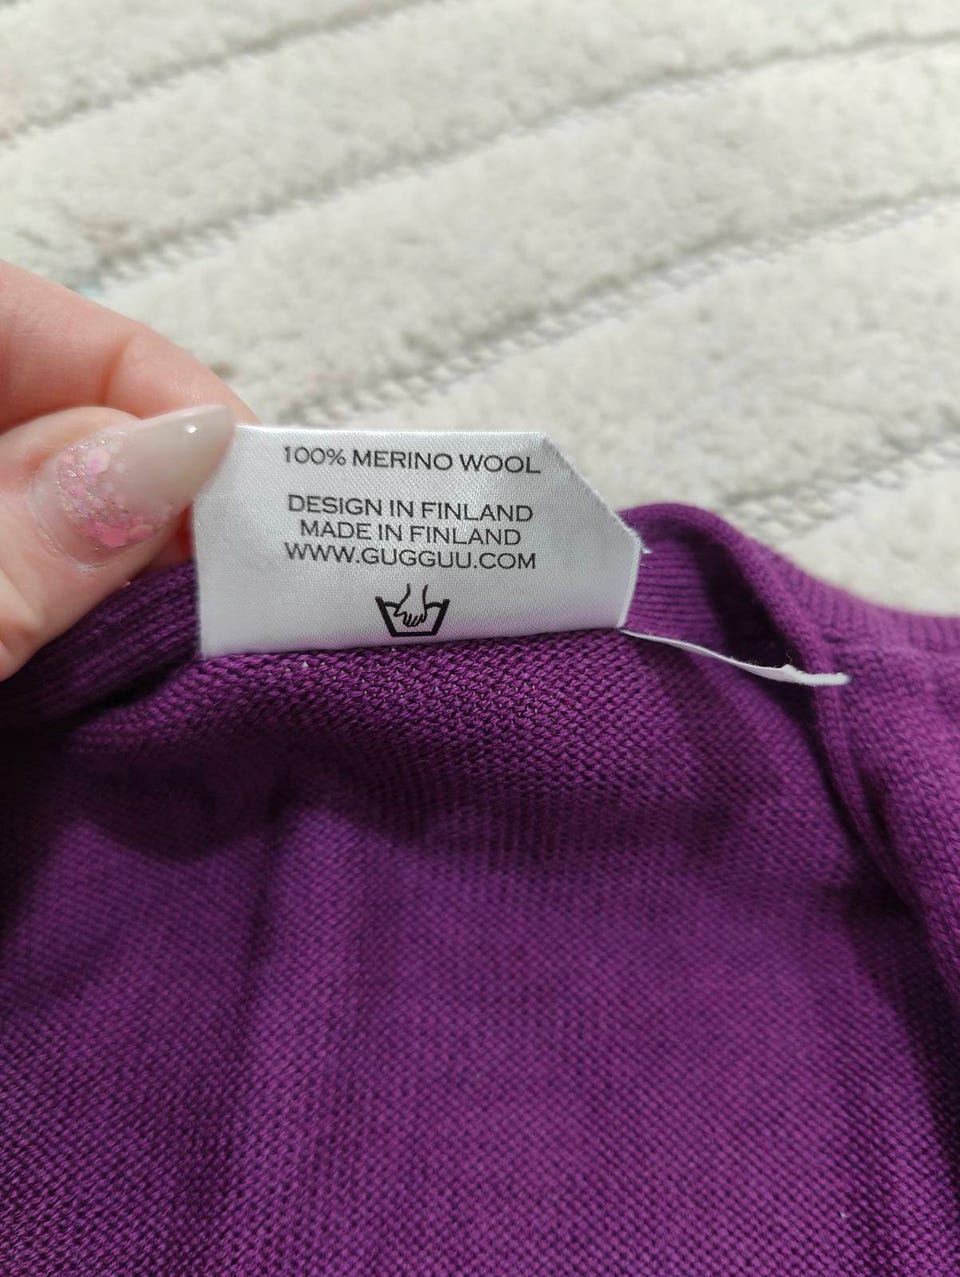 100% MERINO WOOL
DESIGN IN FINLAND
MADE IN FINLAND
WWW.GUGGUU.COM